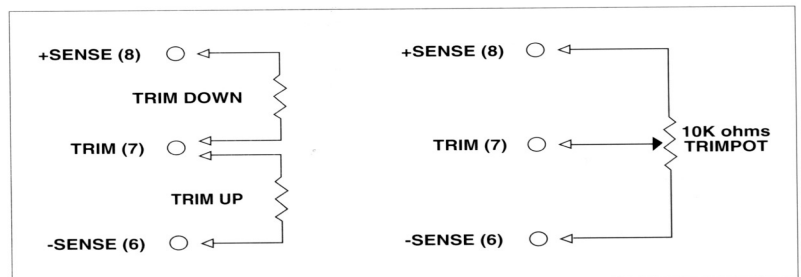 +SENSE (8)
TRIM DOWN
TRIM (7)
TRIM UP
-SENSE (6)
+SENSE (8)
TRIM (7)
10K ohms
TRIMPOT
-SENSE (6)